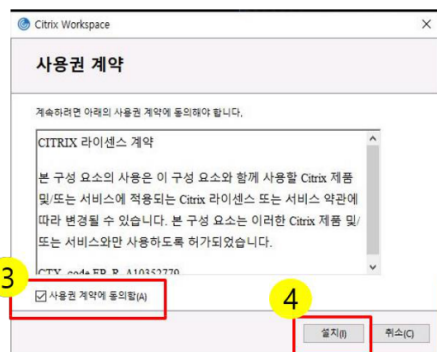 Citrix Workspace
사용권 계약
계속하려면 아래의 사용권 계약에 동의해야 합니다.
CITRIX 라이센스 계약
본 구성 요소의 사용은 이 구성 요소와 함께 사용할 Citrix 제품
및/또는 서비스에 적용되는 Citrix 라이센스 또는 서비스 약관에
따라 변경될 수 있습니다. 본 구성 요소는 이러한 Citrix 제품 및/
또는 서비스와만 사용하도록 허가되었습니다.
CTX_code EP_R_A10352779
3
사용권 계약에 동의함(A)
4
설치(I)
취소(C)